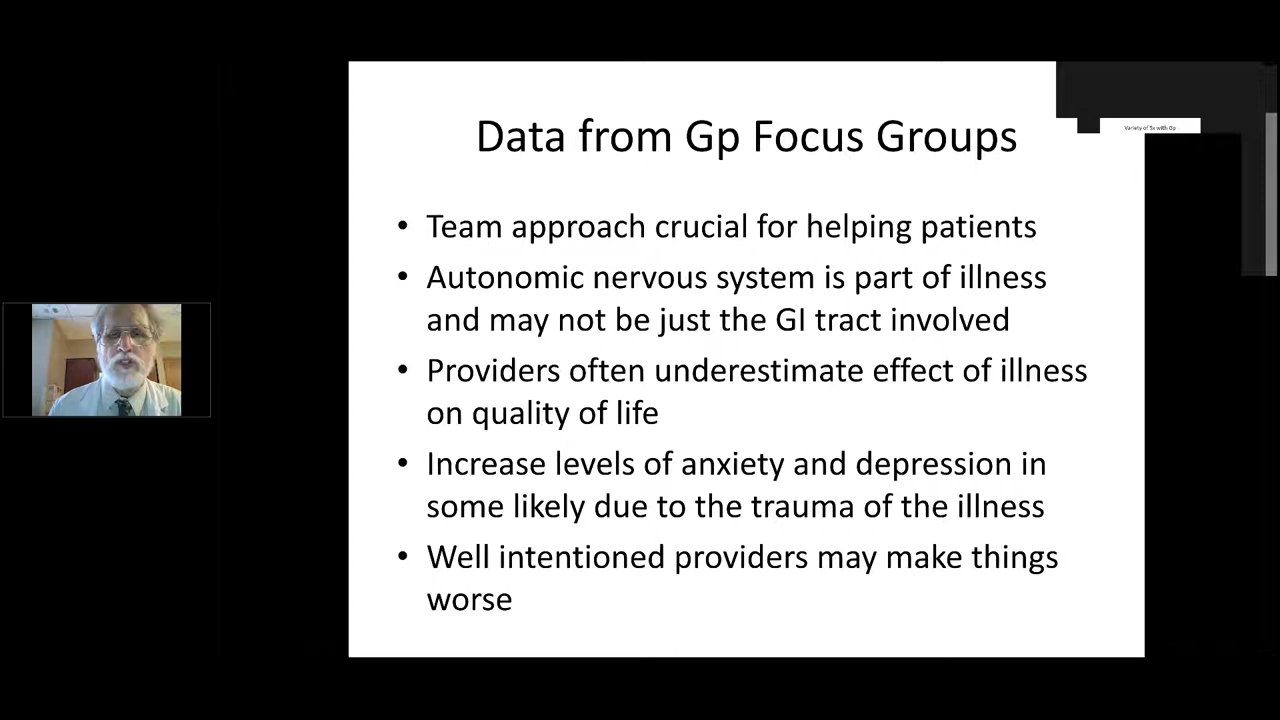 Data from Gp Focus Groups
Variety of Sx with Gp
• Team approach crucial for helping patients
• Autonomic nervous system is part of illness
and may not be just the GI tract involved
• Providers often underestimate effect of illness
on quality of life
• Increase levels of anxiety and depression in
some likely due to the trauma of the illness
• Well intentioned providers may make things
worse